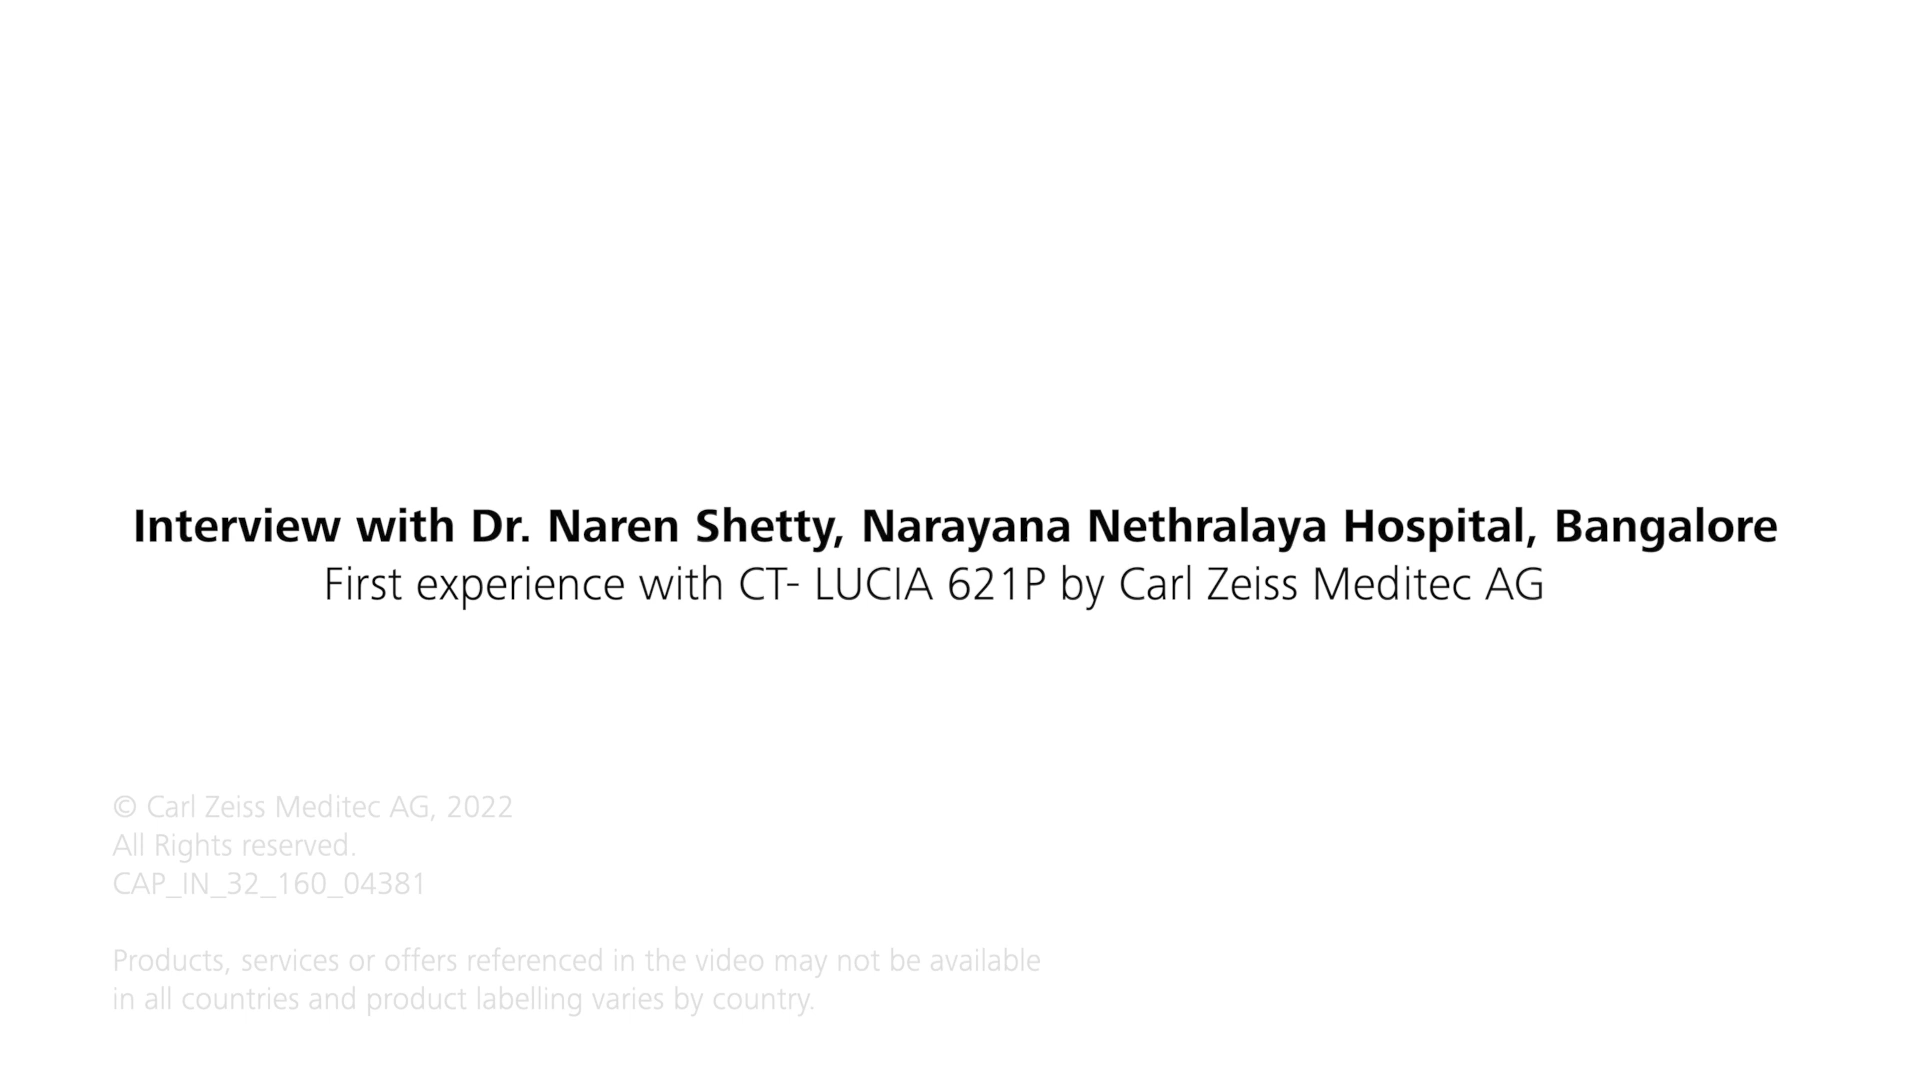 Interview with Dr. Naren Shetty, Narayana Nethralaya Hospital, Bangalore
First experience with CT- LUCIA 621P by Carl Zeiss Meditec AG
© Carl Zeiss Meditec AG, 2022
All Rights reserved.
CAP_IN_32_160_04381
Products, services or offers referenced in the video may not be available
in all countries and product labelling varies by country.